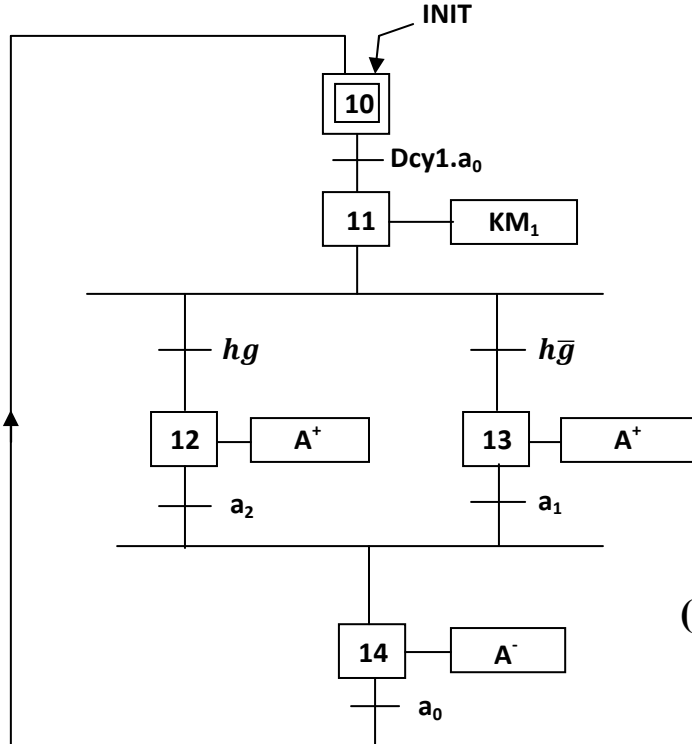 INIT
10
Dcy1.a₀
11 KM₁
hg hg̅
12 A⁺ 13 A⁺
a₂ a₁
(
14 A⁻
a₀